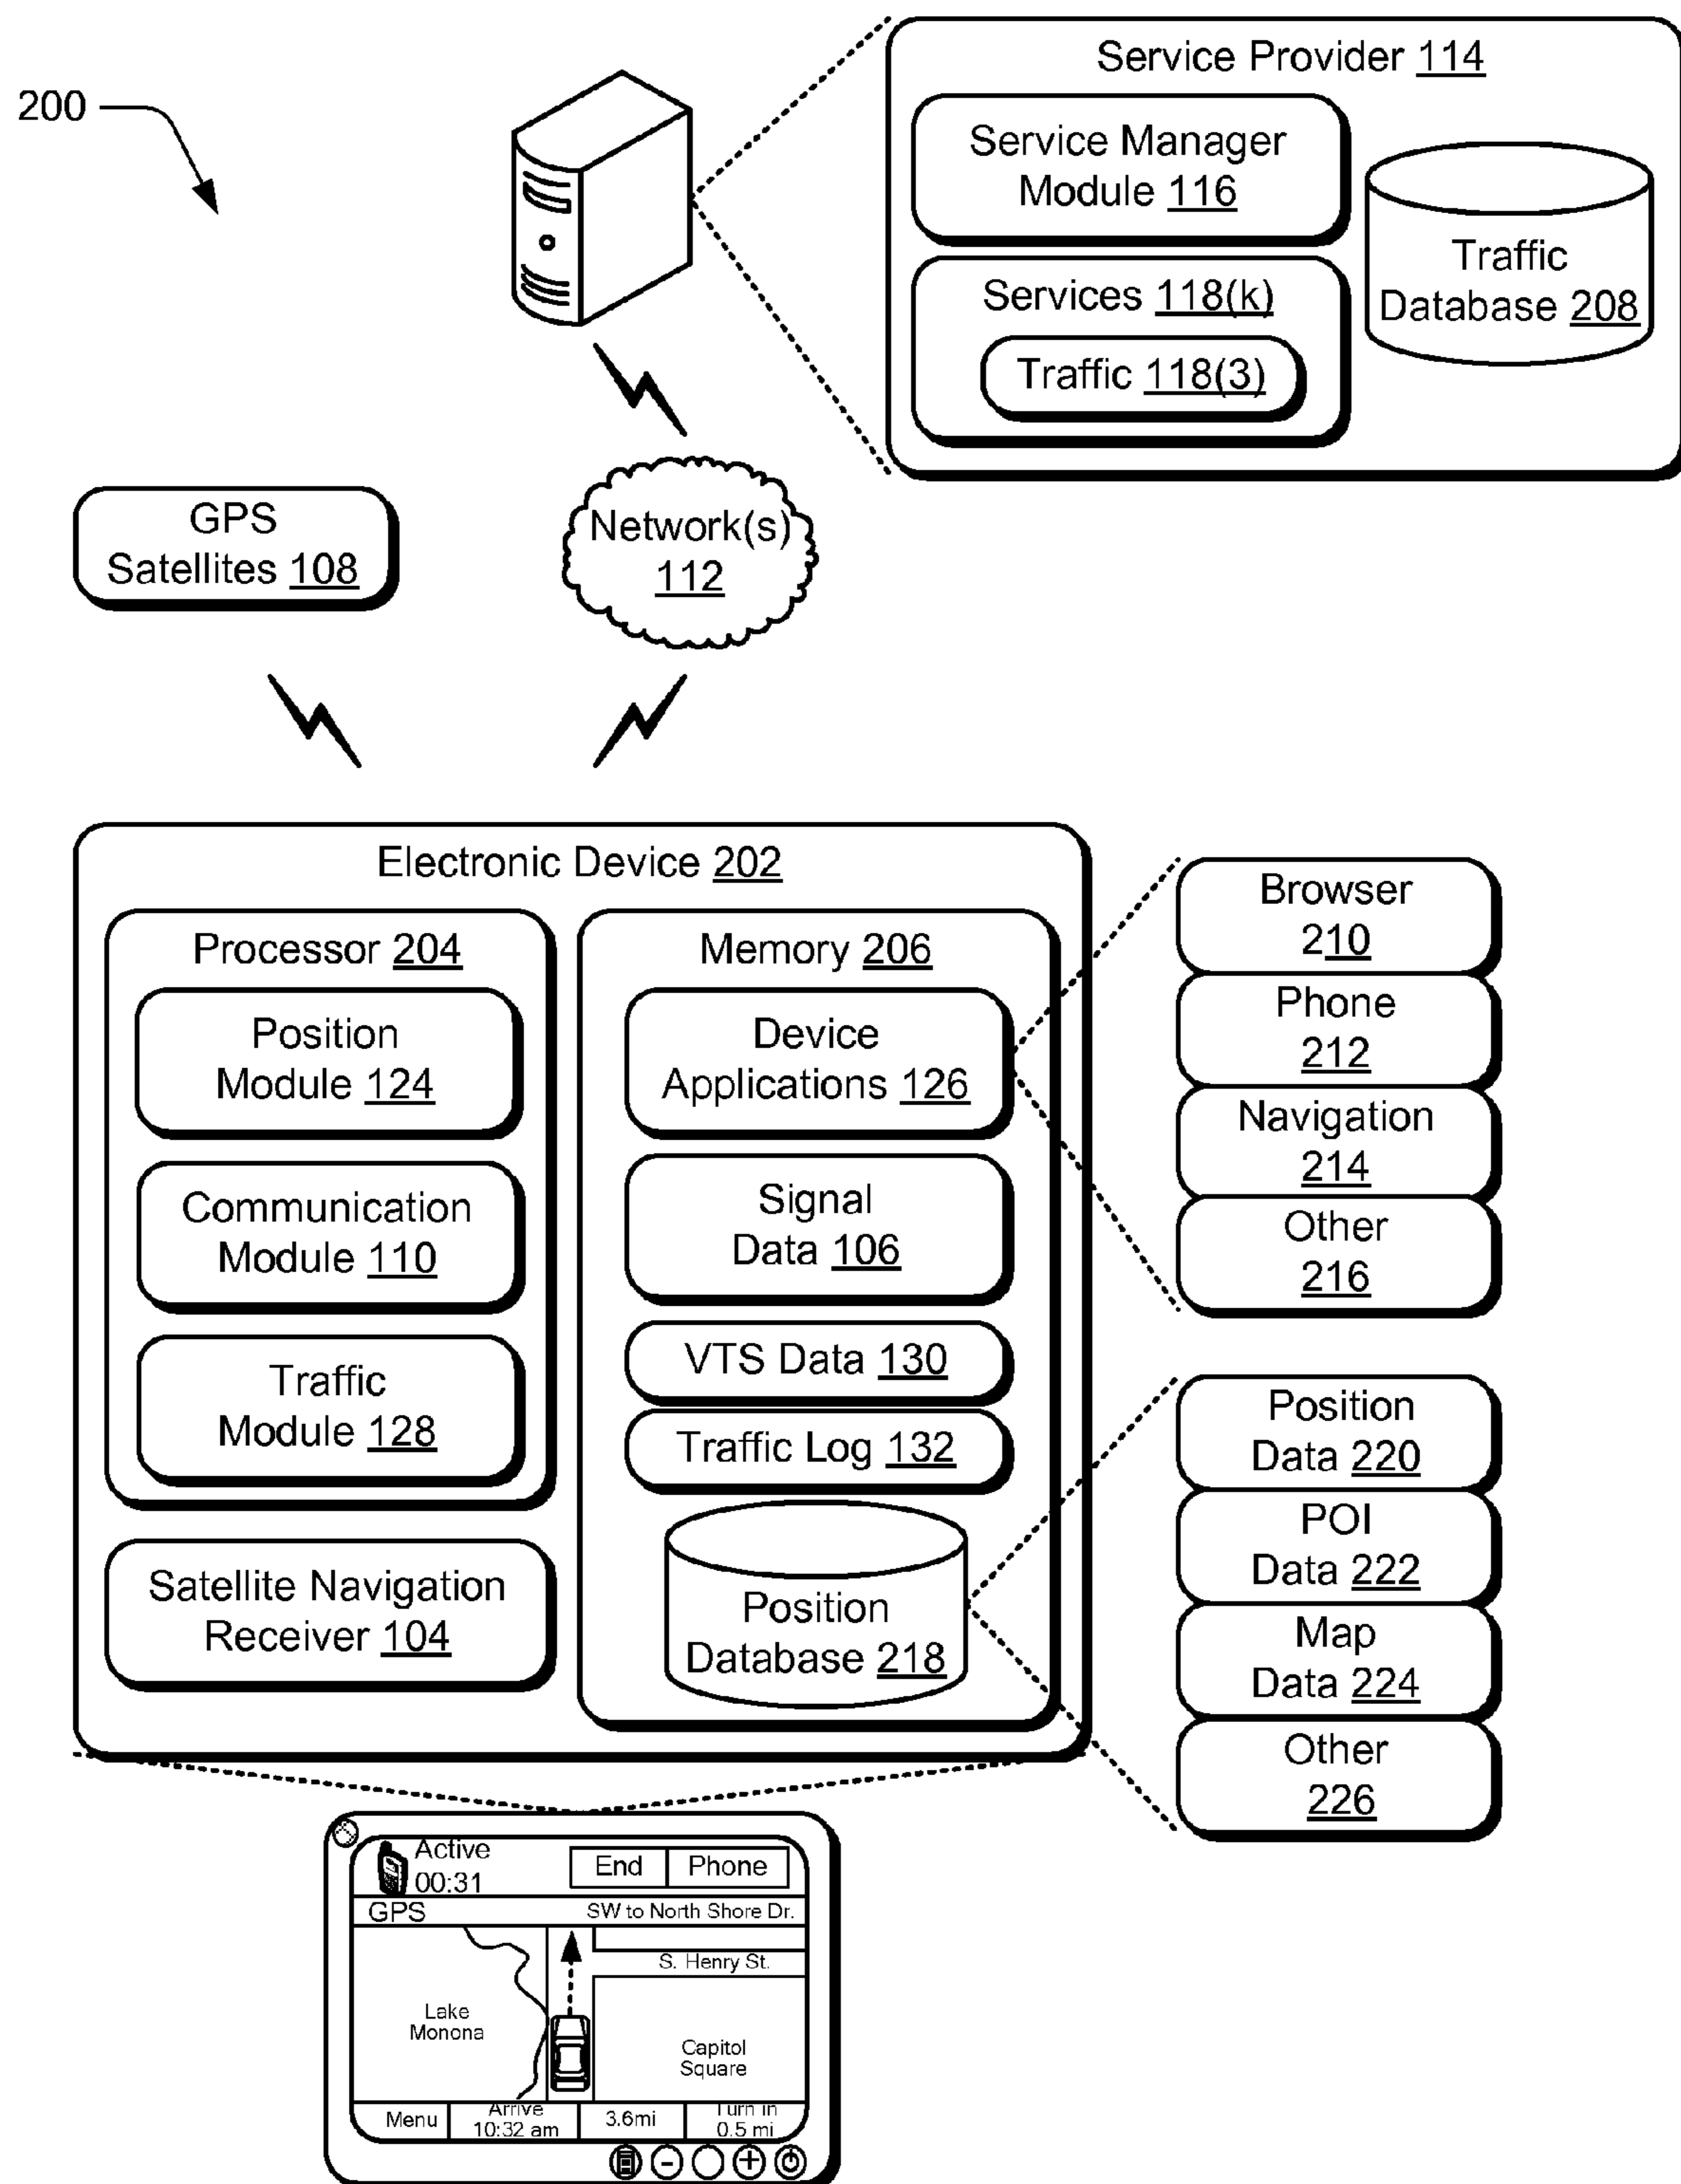 200
Service Provider 114
Service Manager
Module 116
Services 118(k)
Traffic 118(3)
Traffic
Database 208
GPS
Satellites 108
Network(s)
112
Electronic Device 202
Processor 204
Position
Module 124
Communication
Module 110
Traffic
Module 128
Satellite Navigation
Receiver 104
Memory 206
Device
Applications 126
Signal
Data 106
VTS Data 130
Traffic Log 132
Position
Database 218
Browser
210
Phone
212
Navigation
214
Other
216
Position
Data 220
POI
Data 222
Map
Data 224
Other
226
Active
00:31
End
Phone
GPS
SW to North Shore Dr.
S. Henry St.
Lake
Monona
Capitol
Square
Menu
Arrive
10:32 am
3.6mi
Turn in
0.5 mi